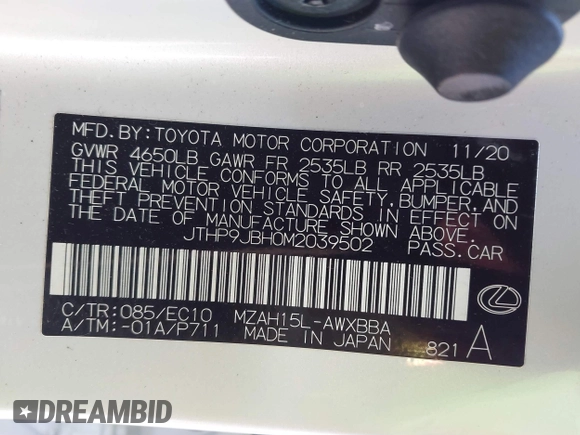 MFD.BY:TOYOTA MOTOR CORPORATION 11/20
GVWR 4650LB GAWR FR 2535LB RR 2535LB
THIS VEHICLE CONFORMS TO ALL APPLICABLE
FEDERAL MOTOR VEHICLE SAFETY,BUMPER,AND
THEFT PREVENTION STANDARDS IN EFFECT ON
THE DATE OF MANUFACTURE SHOWN ABOVE.
JTHP9JBH0M2039502 PASS.CAR
C/TR:085/EC10 MZAH15L-AWXBBA
A/TM:-01A/P711 MADE IN JAPAN 821 A
DREAMBID